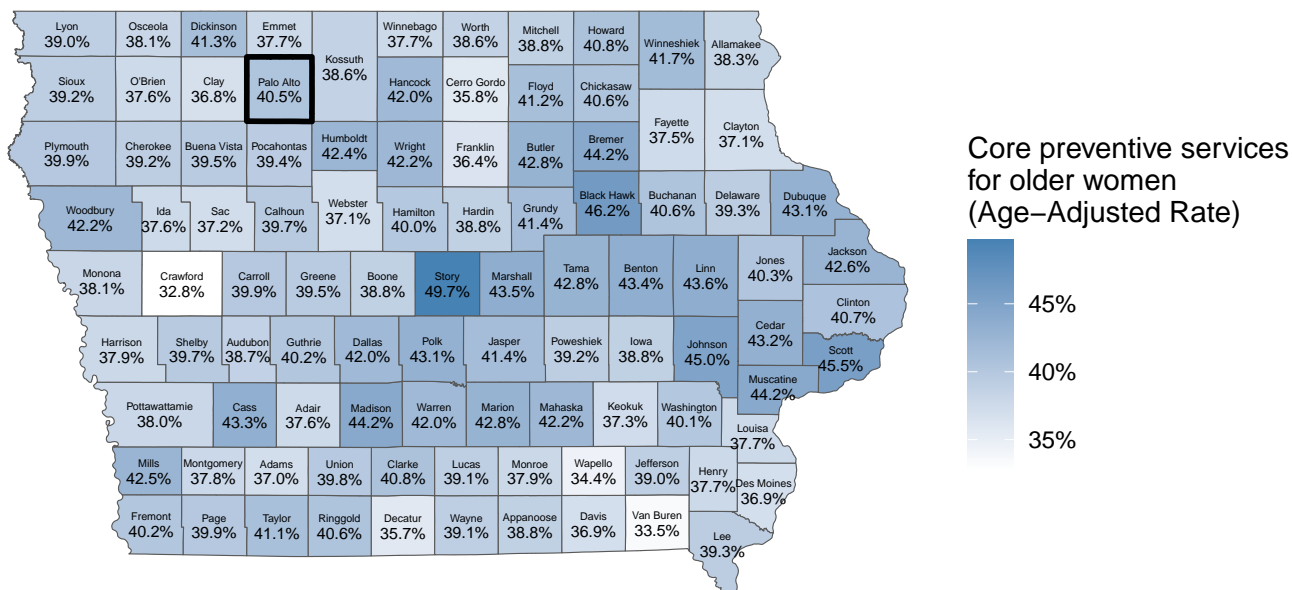 Lyon
39.0%
Osceola
38.1%
Dickinson
41.3%
Emmet
37.7%
Kossuth
38.6%
Winnebago
37.7%
Worth
38.6%
Mitchell
38.8%
Howard
40.8%
Winneshiek
41.7%
Allamakee
38.3%
Sioux
39.2%
O'Brien
37.6%
Clay
36.8%
Palo Alto
40.5%
Hancock
42.0%
Cerro Gordo
35.8%
Floyd
41.2%
Chickasaw
40.6%
Fayette
37.5%
Clayton
37.1%
Plymouth
39.9%
Cherokee
39.2%
Buena Vista
39.5%
Pocahontas
39.4%
Humboldt
42.4%
Wright
42.2%
Franklin
36.4%
Butler
42.8%
Bremer
44.2%
Woodbury
42.2%
Ida
37.6%
Sac
37.2%
Calhoun
39.7%
Webster
37.1%
Hamilton
40.0%
Hardin
38.8%
Grundy
41.4%
Black Hawk
46.2%
Buchanan
40.6%
Delaware
39.3%
Dubuque
43.1%
Monona
38.1%
Crawford
32.8%
Carroll
39.9%
Greene
39.5%
Boone
38.8%
Story
49.7%
Marshall
43.5%
Tama
42.8%
Benton
43.4%
Linn
43.6%
Jones
40.3%
Jackson
42.6%
Clinton
40.7%
Harrison
37.9%
Shelby
39.7%
Audubon
38.7%
Guthrie
40.2%
Dallas
42.0%
Polk
43.1%
Jasper
41.4%
Poweshiek
39.2%
Iowa
38.8%
Johnson
45.0%
Cedar
43.2%
Scott
45.5%
Muscatine
44.2%
Pottawattamie
38.0%
Cass
43.3%
Adair
37.6%
Madison
44.2%
Warren
42.0%
Marion
42.8%
Mahaska
42.2%
Keokuk
37.3%
Washington
40.1%
Louisa
37.7%
Mills
42.5%
Montgomery
37.8%
Adams
37.0%
Union
39.8%
Clarke
40.8%
Lucas
39.1%
Monroe
37.9%
Wapello
34.4%
Jefferson
39.0%
Henry
37.7%
Des Moines
36.9%
Fremont
40.2%
Page
39.9%
Taylor
41.1%
Ringgold
40.6%
Decatur
35.7%
Wayne
39.1%
Appanoose
38.8%
Davis
36.9%
Van Buren
33.5%
Lee
39.3%
Core preventive services
for older women
(Age−Adjusted Rate)
45%
40%
35%